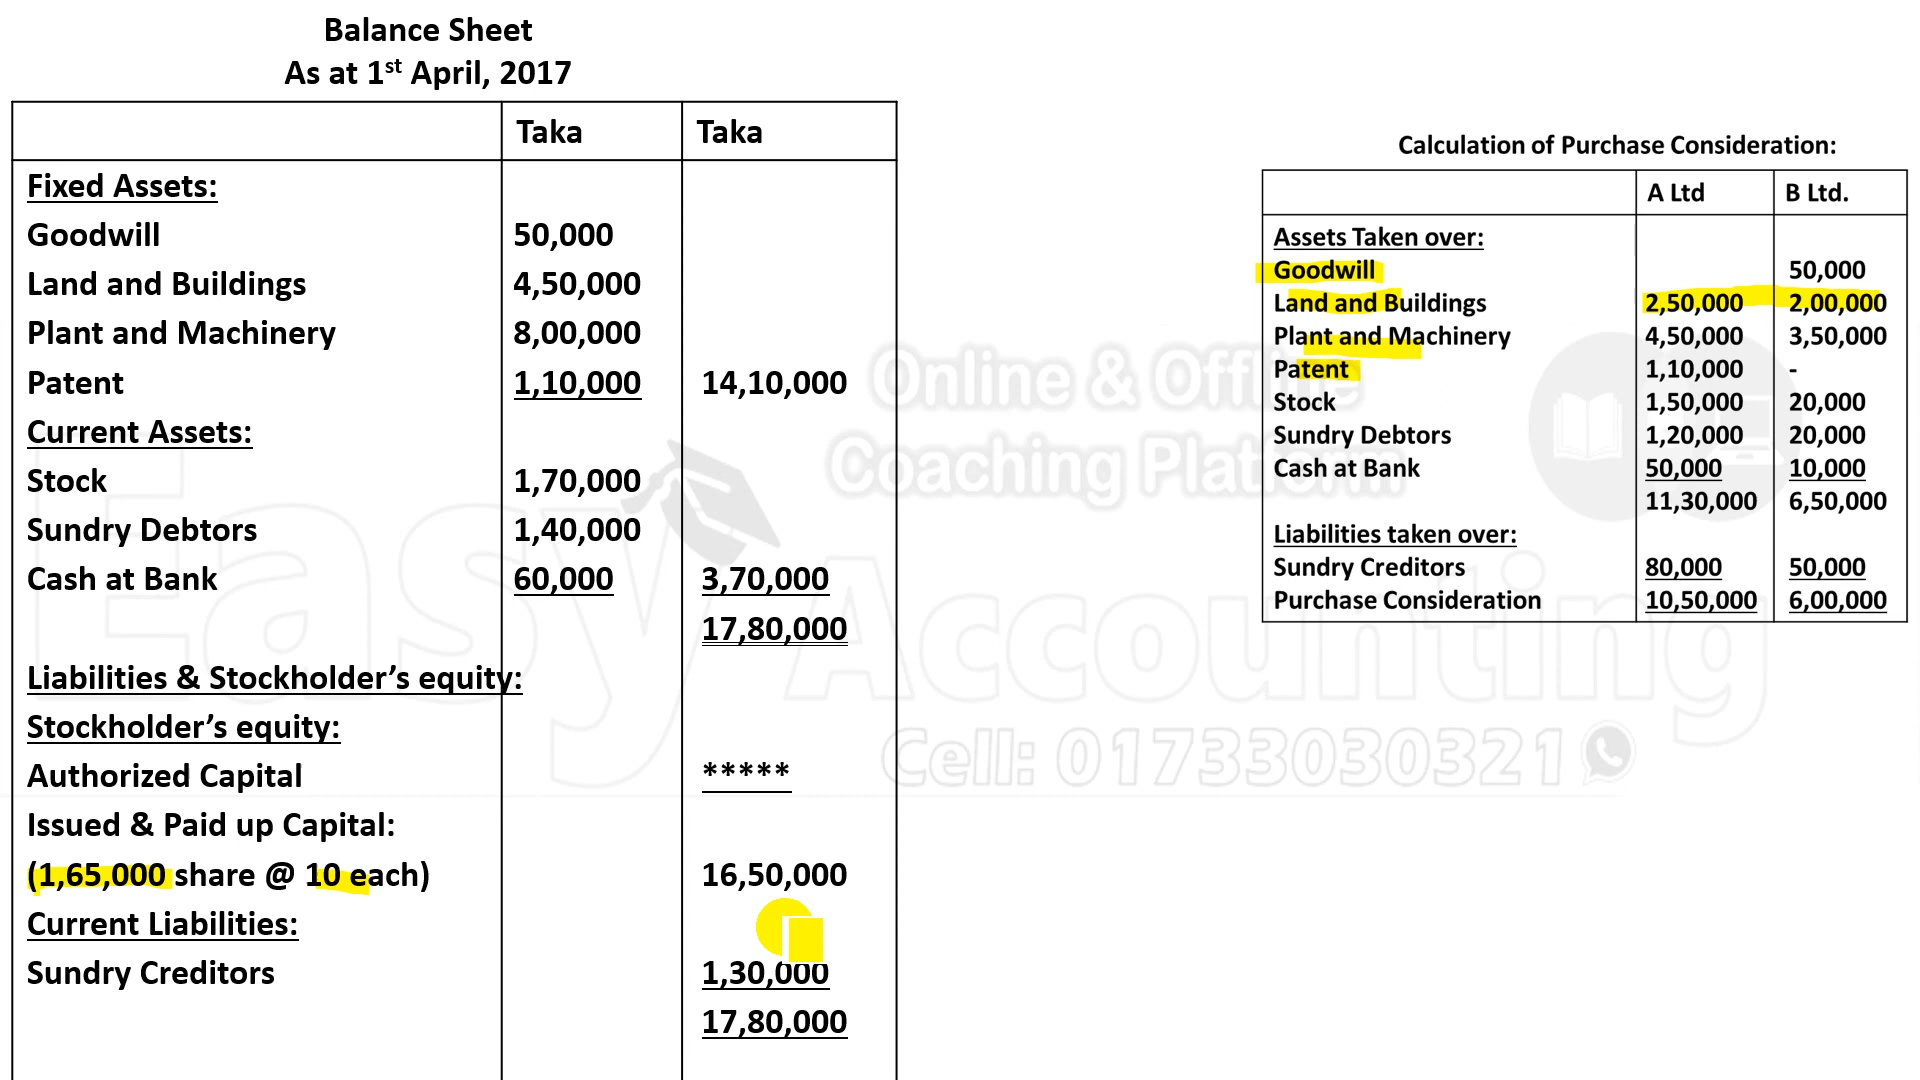 Balance Sheet
As at 1st April, 2017
Taka Taka
Fixed Assets:
Goodwill 50,000
Land and Buildings 4,50,000
Plant and Machinery 8,00,000
Patent 1,10,000 14,10,000
Current Assets:
Stock 1,70,000
Sundry Debtors 1,40,000
Cash at Bank 60,000 3,70,000
17,80,000
Liabilities & Stockholder’s equity:
Stockholder’s equity:
Authorized Capital *****
Issued & Paid up Capital:
(1,65,000 share @ 10 each) 16,50,000
Current Liabilities:
Sundry Creditors 1,30,000
17,80,000
Calculation of Purchase Consideration:
A Ltd B Ltd.
Assets Taken over:
Goodwill 50,000
Land and Buildings 2,50,000 2,00,000
Plant and Machinery 4,50,000 3,50,000
Patent 1,10,000 -
Stock 1,50,000 20,000
Sundry Debtors 1,20,000 20,000
Cash at Bank 50,000 10,000
11,30,000 6,50,000
Liabilities taken over:
Sundry Creditors 80,000 50,000
Purchase Consideration 10,50,000 6,00,000
Online & Offline
Coaching Platform
Easy Accounting
Cell: 01733030321